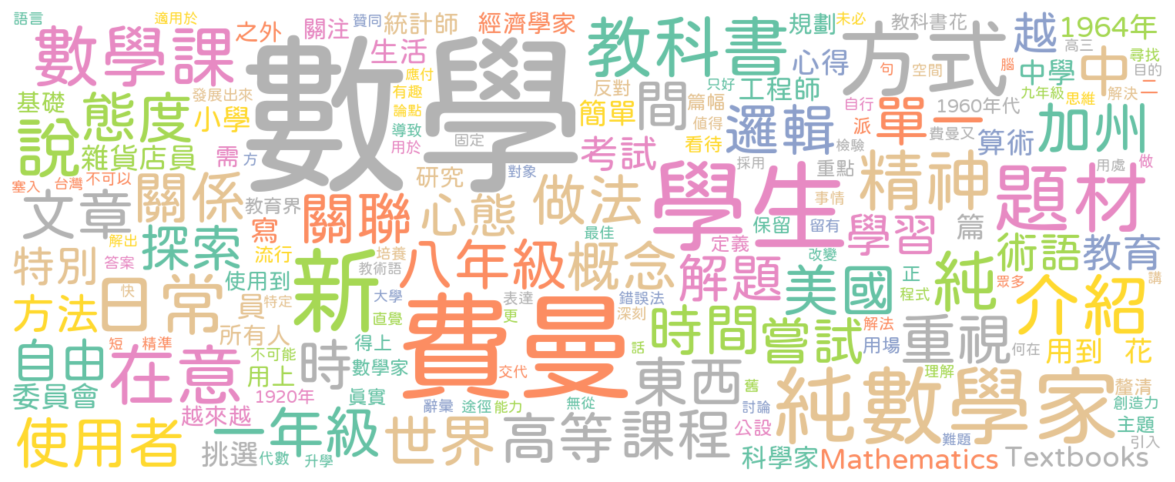 語言
適用於
數學課
之外
關注
贊同
統計師
經濟學家
生活
數學
教科書
規劃
未必
教科書花
心得
方式
高三
越
1964年
尋找
中學
中
目的
基礎
發展出來
小學
應付
有趣
論點
反對
簡單
篇幅
只好
工程師
間
句
空間
腦
九年級
思維
解決
二
說
態度
雜貨店員
需
導致
用於
固定
值得
看待
邏輯
自行
派
單一
1960年代
費曼又
算術
加州
塞入
台灣
不可以
方
關係
文章
教育界
寫
關聯
研究
心態
考試
對象
做法
學生
檢驗
採用
重點
事情
精神
題材
用處
做
解出
答案
探索
流行
最佳
保留
留有
定義
學習
篇
術語
教育
特別
使用到
新
培養
教術語
八年級
概念
解題
改變
美國
正
程式
純
眾多
講
介紹
日常
員
特定
大學
直覺
表達
更
錯誤法
深刻
方法
快
所有人
費曼
時間
嘗試
解法
用場
重視
何在
用到
花
自由
短
精準
在意
不可能
用上
時
得上
數學家
交代
話
東西
理解
釐清
委員會
1920年
真實
舊
純數學家
創造力
越來越
辭彙
途徑
能力
無從
討論
公設
主題
使用者
一年級
世界
高等
課程
難題
引入
挑選
代數
升學
科學家
Mathematics
Textbooks